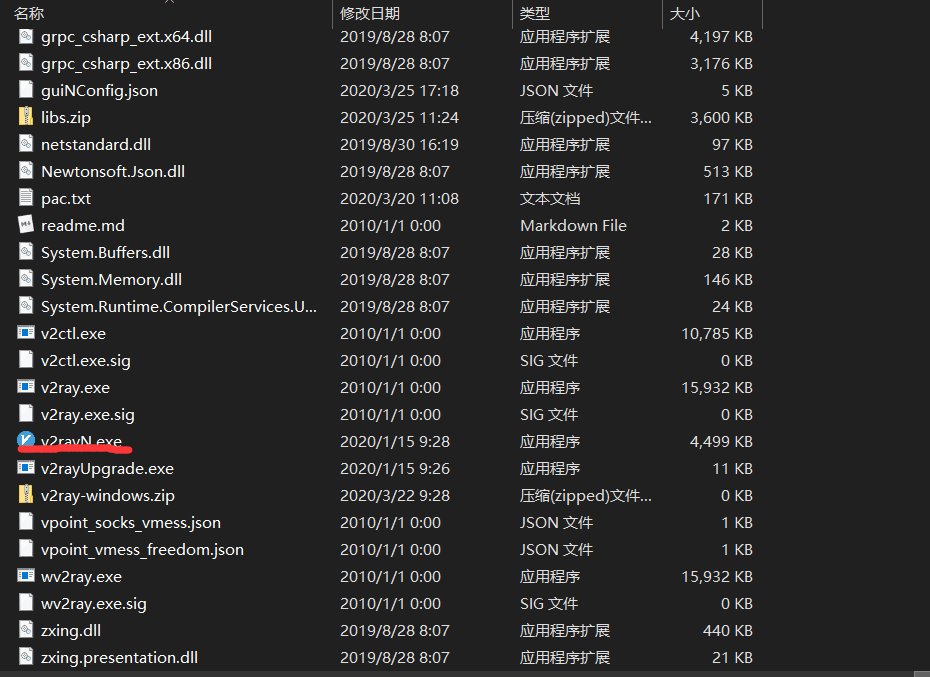 名称 修改日期 类型 大小
grpc_csharp_ext.x64.dll 2019/8/28 8:07 应用程序扩展 4,197 KB
grpc_csharp_ext.x86.dll 2019/8/28 8:07 应用程序扩展 3,176 KB
guiNConfig.json 2020/3/25 17:18 JSON 文件 5 KB
libs.zip 2020/3/25 11:24 压缩(zipped)文件... 3,600 KB
netstandard.dll 2019/8/30 16:19 应用程序扩展 97 KB
Newtonsoft.Json.dll 2019/8/28 8:07 应用程序扩展 513 KB
pac.txt 2020/3/20 11:08 文本文档 171 KB
readme.md 2010/1/1 0:00 Markdown File 2 KB
System.Buffers.dll 2019/8/28 8:07 应用程序扩展 28 KB
System.Memory.dll 2019/8/28 8:07 应用程序扩展 146 KB
System.Runtime.CompilerServices.U... 2019/8/28 8:07 应用程序扩展 24 KB
v2ctl.exe 2010/1/1 0:00 应用程序 10,785 KB
v2ctl.exe.sig 2010/1/1 0:00 SIG 文件 0 KB
v2ray.exe 2010/1/1 0:00 应用程序 15,932 KB
v2ray.exe.sig 2010/1/1 0:00 SIG 文件 0 KB
v2rayN.exe 2020/1/15 9:28 应用程序 4,499 KB
v2rayUpgrade.exe 2020/1/15 9:26 应用程序 11 KB
v2ray-windows.zip 2020/3/22 9:28 压缩(zipped)文件... 0 KB
vpoint_socks_vmess.json 2010/1/1 0:00 JSON 文件 1 KB
vpoint_vmess_freedom.json 2010/1/1 0:00 JSON 文件 1 KB
wv2ray.exe 2010/1/1 0:00 应用程序 15,932 KB
wv2ray.exe.sig 2010/1/1 0:00 SIG 文件 0 KB
zxing.dll 2019/8/28 8:07 应用程序扩展 440 KB
zxing.presentation.dll 2019/8/28 8:07 应用程序扩展 21 KB